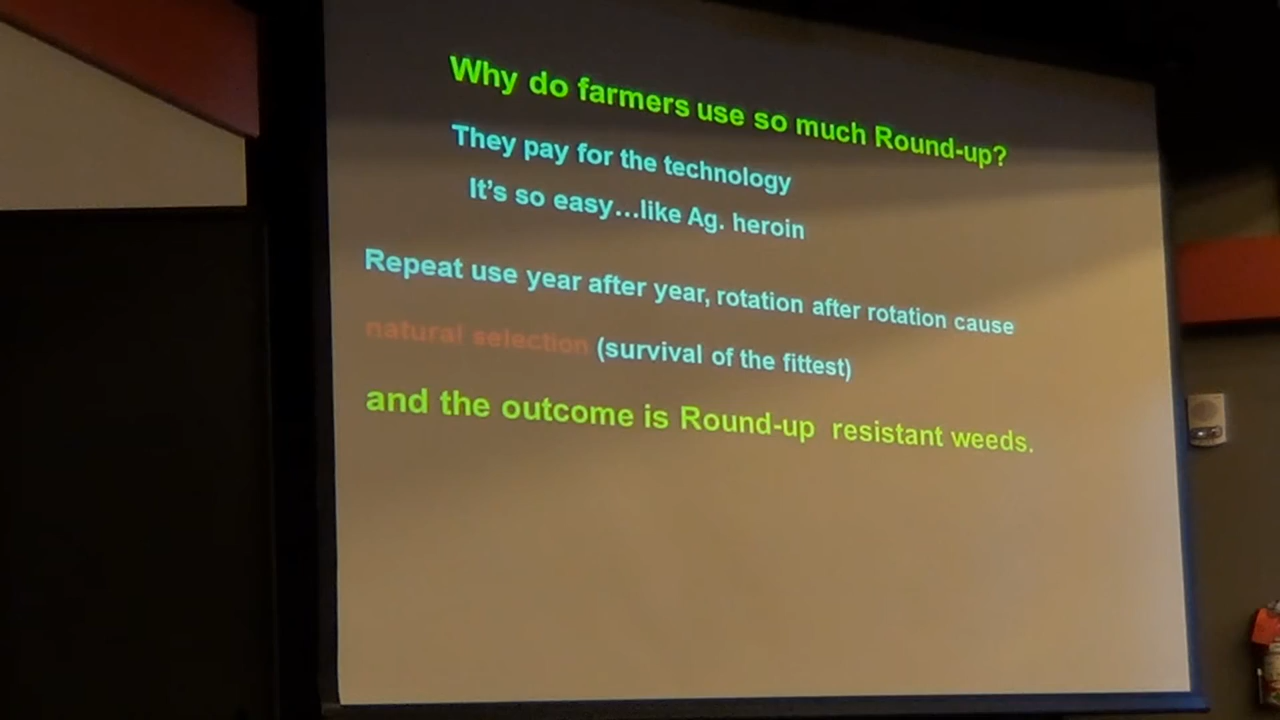 Why do farmers use so much Round-up?
They pay for the technology
It's so easy...like Ag. heroin
Repeat use year after year, rotation after rotation cause
natural selection (survival of the fittest)
and the outcome is Round-up resistant weeds.